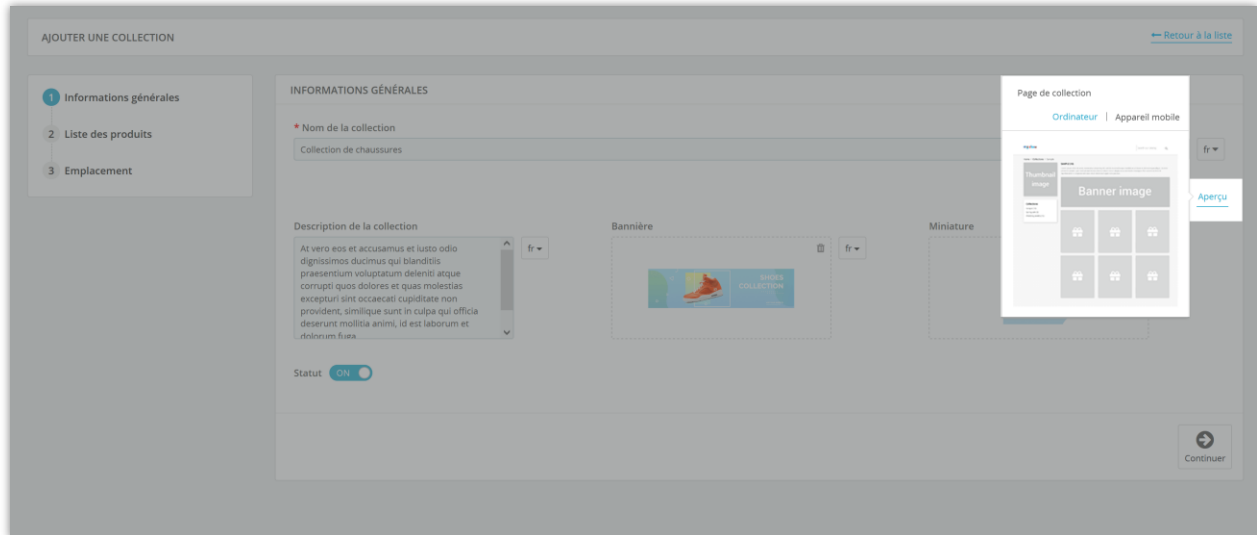 AJOUTER UNE COLLECTION
← Retour à la liste
1 Informations générales
2 Liste des produits
3 Emplacement
INFORMATIONS GÉNÉRALES
* Nom de la collection
Collection de chaussures
fr
Description de la collection
At vero eos et accusamus et iusto odio
dignissimos ducimus qui blanditiis
praesentium voluptatum deleniti atque
corrupti quos dolores et quas molestias
excepturi sint occaecati cupiditate non
provident, similique sunt in culpa qui officia
deserunt mollitia animi, id est laborum et
dolorum fuga
fr
Bannière
fr
SHOES
COLLECTION
Miniature
Page de collection
Ordinateur | Appareil mobile
Thumbnail
image
Banner image
Aperçu
Statut ON
Continuer